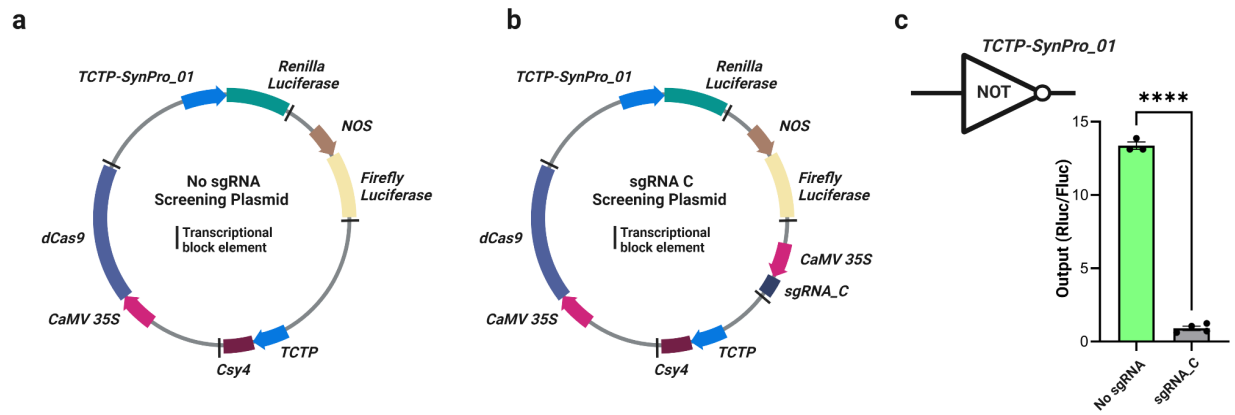 a
TCTP-SynPro_01
Renilla
Luciferase
NOS
Firefly
Luciferase
No sgRNA
Screening Plasmid
Transcriptional
block element
dCas9
CaMV 35S
TCTP
Csy4
b
TCTP-SynPro_01
Renilla
Luciferase
NOS
Firefly
Luciferase
sgRNA C
Screening Plasmid
Transcriptional
block element
dCas9
CaMV 35S
sgRNA_C
CaMV 35S
TCTP
Csy4
c
TCTP-SynPro_01
NOT
****
15
10
5
0
Output (Rluc/Fluc)
No sgRNA
sgRNA_C